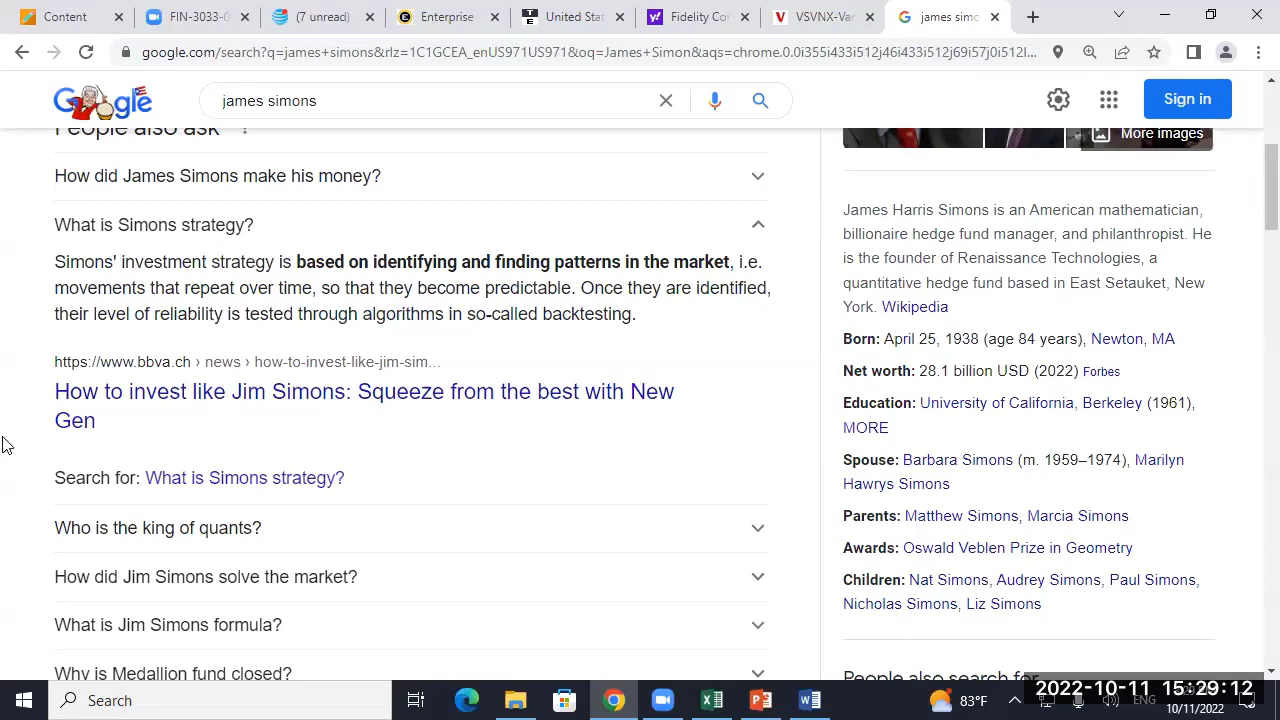 Content
FIN-3033-0
(7 unread)
Enterprise
United Stat
Fidelity Co
VSVNX-Va
james simo
google.com/search?q=james+simons&rlz=1C1GCEA_enUS971US971&oq=James+Simon&aqs=chrome.0.0i355i433i512j46i433i512j69i57j0i512l...
Google
james simons
Sign in
People also ask
More images
How did James Simons make his money?
What is Simons strategy?
Simons' investment strategy is based on identifying and finding patterns in the market, i.e.
movements that repeat over time, so that they become predictable. Once they are identified,
their level of reliability is tested through algorithms in so-called backtesting.
https://www.bbva.ch › news › how-to-invest-like-jim-sim...
How to invest like Jim Simons: Squeeze from the best with New
Gen
Search for: What is Simons strategy?
Who is the king of quants?
How did Jim Simons solve the market?
What is Jim Simons formula?
Why is Medallion fund closed?
James Harris Simons is an American mathematician,
billionaire hedge fund manager, and philanthropist. He
is the founder of Renaissance Technologies, a
quantitative hedge fund based in East Setauket, New
York. Wikipedia
Born: April 25, 1938 (age 84 years), Newton, MA
Net worth: 28.1 billion USD (2022) Forbes
Education: University of California, Berkeley (1961),
MORE
Spouse: Barbara Simons (m. 1959–1974), Marilyn
Hawrys Simons
Parents: Matthew Simons, Marcia Simons
Awards: Oswald Veblen Prize in Geometry
Children: Nat Simons, Audrey Simons, Paul Simons,
Nicholas Simons, Liz Simons
People also search for
Search
83°F
ENG
2022-10-11 15:29:12
10/11/2022